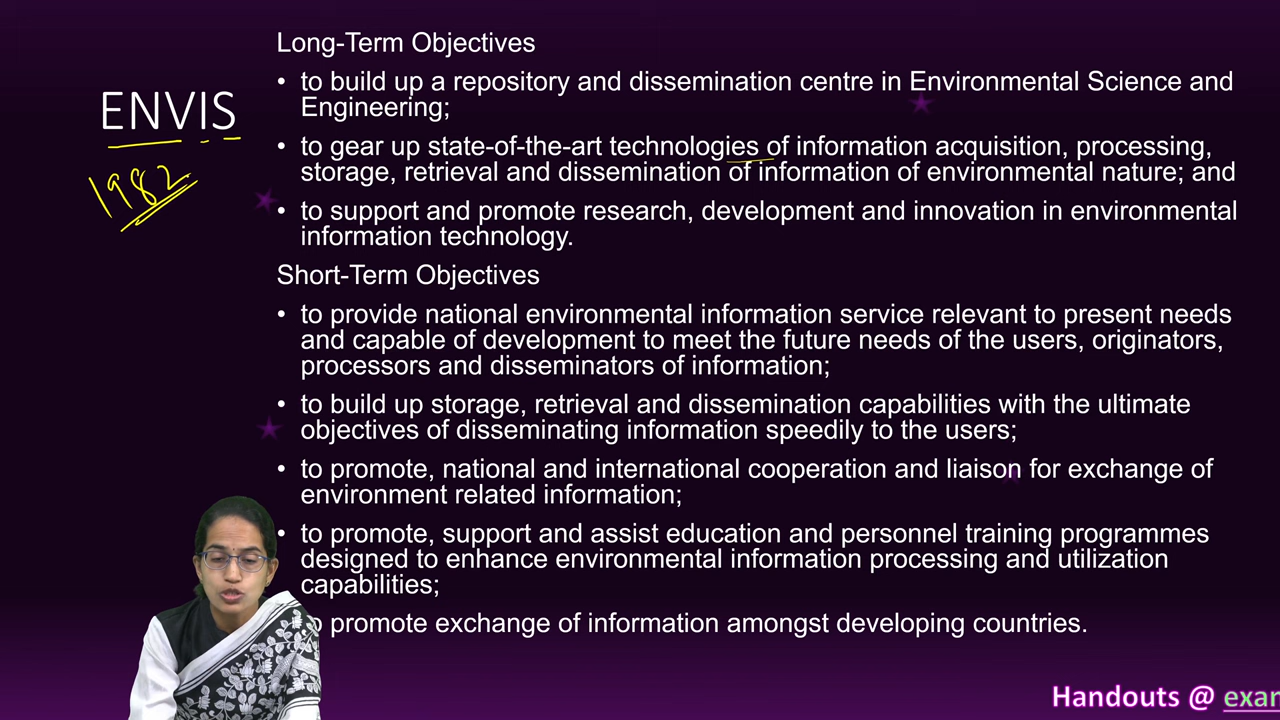 ENVIS
1982
Long-Term Objectives
• to build up a repository and dissemination centre in Environmental Science and
Engineering;
• to gear up state-of-the-art technologies of information acquisition, processing,
storage, retrieval and dissemination of information of environmental nature; and
• to support and promote research, development and innovation in environmental
information technology.
Short-Term Objectives
• to provide national environmental information service relevant to present needs
and capable of development to meet the future needs of the users, originators,
processors and disseminators of information;
• to build up storage, retrieval and dissemination capabilities with the ultimate
objectives of disseminating information speedily to the users;
• to promote, national and international cooperation and liaison for exchange of
environment related information;
• to promote, support and assist education and personnel training programmes
designed to enhance environmental information processing and utilization
capabilities;
promote exchange of information amongst developing countries.
Handouts @ exar